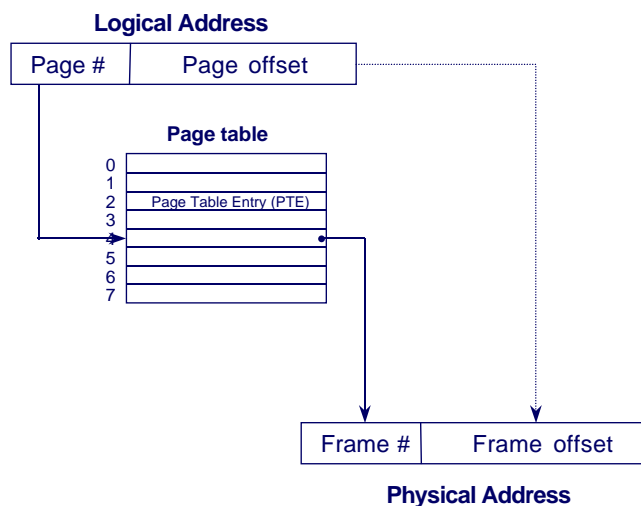 Logical Address
Page # Page offset
Page table
0
1
2 Page Table Entry (PTE)
3
4
5
6
7
Frame # Frame offset
Physical Address